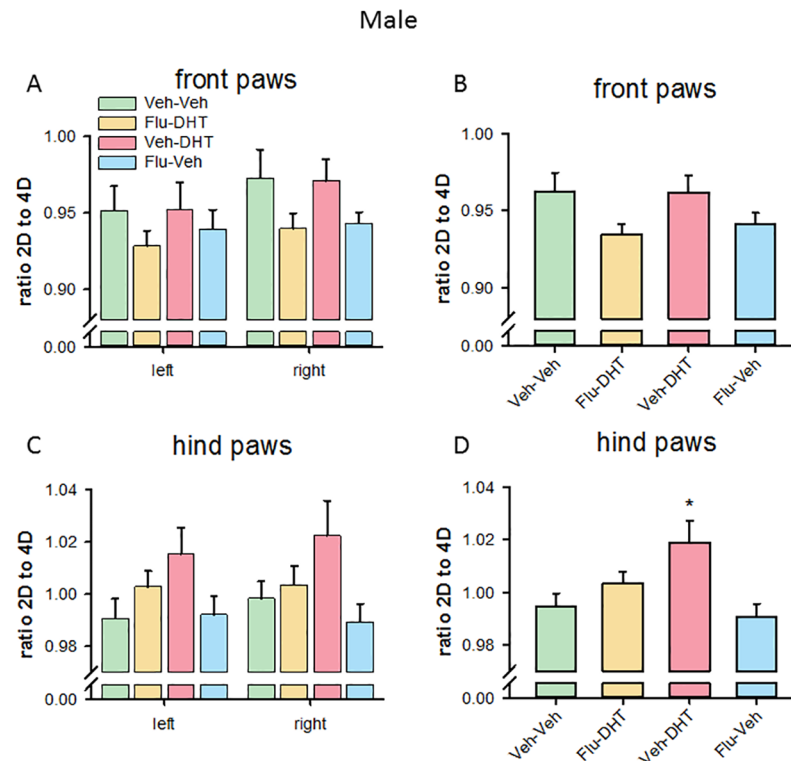 Male
A
front paws
Veh-Veh
Flu-DHT
Veh-DHT
Flu-Veh
1.00
0.95
0.90
0.00
ratio 2D to 4D
left
right
B
front paws
1.00
0.95
0.90
0.00
ratio 2D to 4D
Veh-Veh
Flu-DHT
Veh-DHT
Flu-Veh
C
hind paws
1.04
1.02
1.00
0.98
0.00
ratio 2D to 4D
left
right
D
hind paws
1.04
1.02
1.00
0.98
0.00
ratio 2D to 4D
*
Veh-Veh
Flu-DHT
Veh-DHT
Flu-Veh